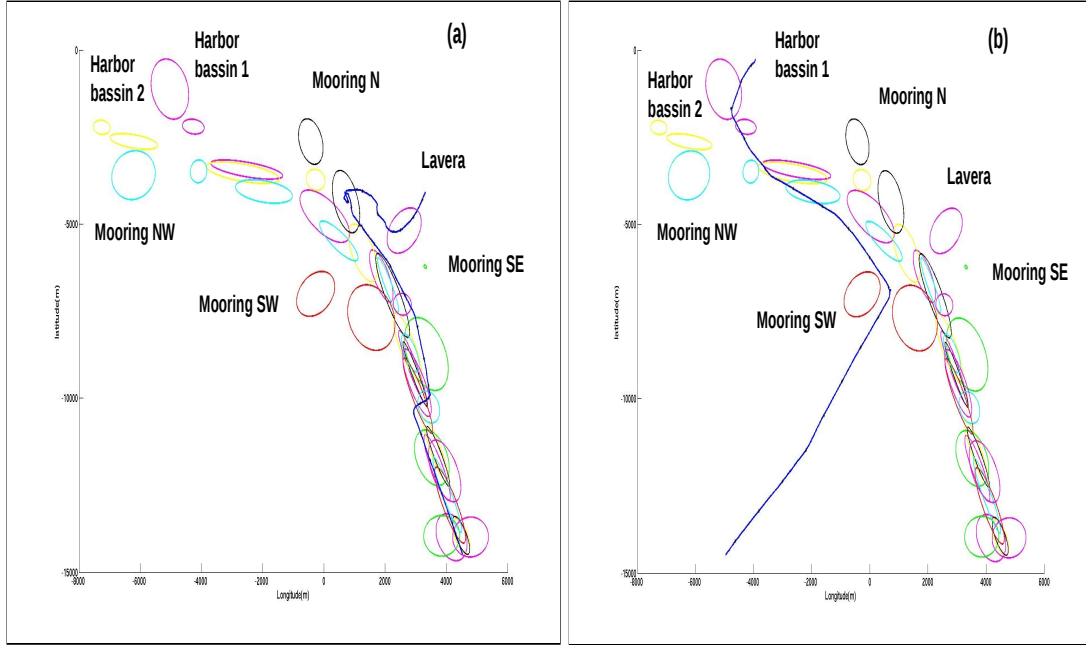 (a)
Harbor
bassin 1
Harbor
bassin 2
Mooring N
Lavera
Mooring NW
Mooring SE
Mooring SW
0
-5000
-10000
-15000
latitude(m)
-8000 -6000 -4000 -2000 0 2000 4000 6000
Longitude(m)
(b)
Harbor
bassin 1
Harbor
bassin 2
Mooring N
Lavera
Mooring NW
Mooring SE
Mooring SW
0
-5000
-10000
-15000
latitude(m)
-8000 -6000 -4000 -2000 0 2000 4000 6000
Longitude(m)